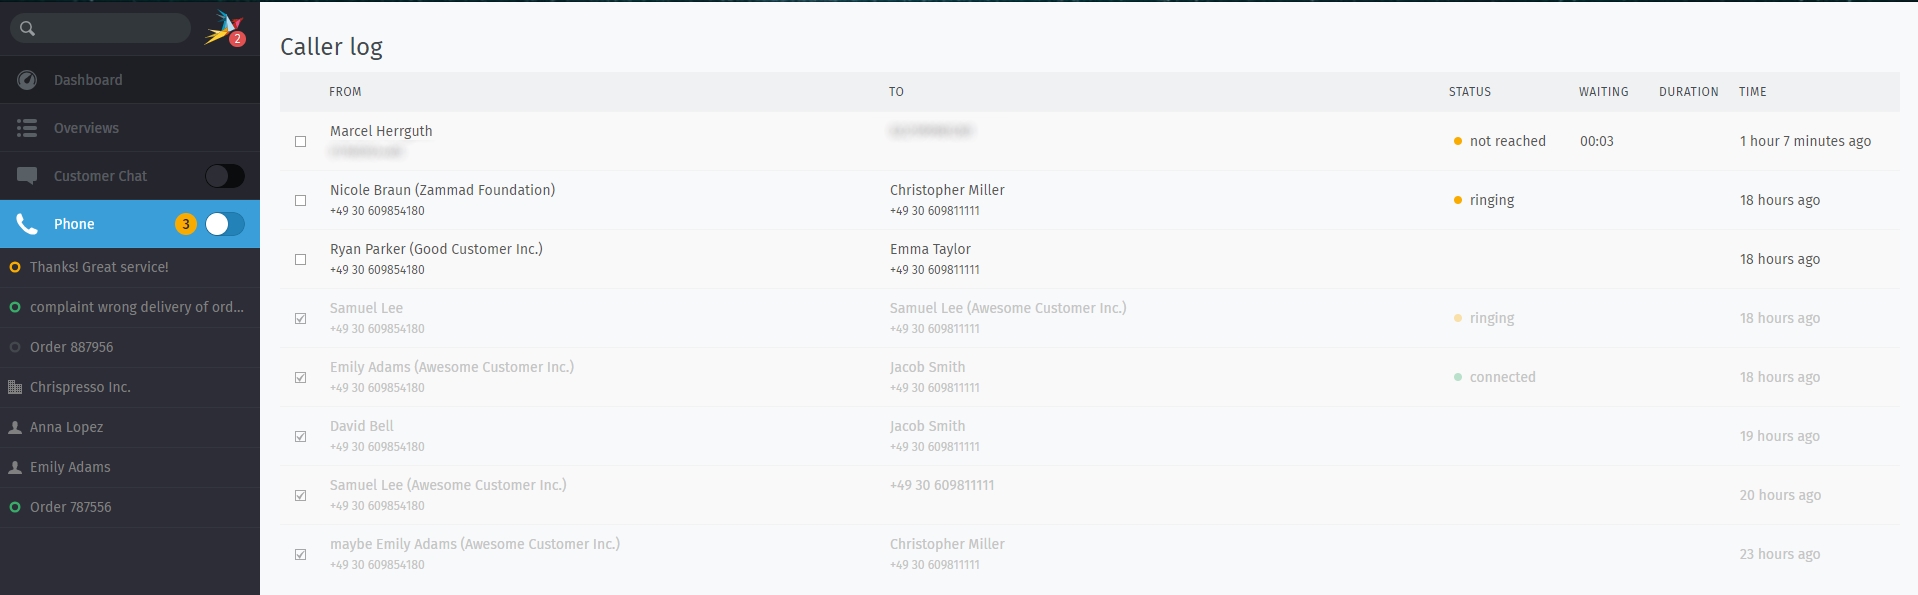 2
Dashboard
Overviews
Customer Chat
Phone 3
Thanks! Great service!
complaint wrong delivery of ord...
Order 887956
Chrispresso Inc.
Anna Lopez
Emily Adams
Order 787556
Caller log
FROM TO STATUS WAITING DURATION TIME
Marcel Herrguth
not reached 00:03 1 hour 7 minutes ago
Nicole Braun (Zammad Foundation) Christopher Miller
+49 30 609854180 +49 30 609811111
ringing 18 hours ago
Ryan Parker (Good Customer Inc.) Emma Taylor
+49 30 609854180 +49 30 609811111
18 hours ago
Samuel Lee Samuel Lee (Awesome Customer Inc.)
+49 30 609854180 +49 30 609811111
ringing 18 hours ago
Emily Adams (Awesome Customer Inc.) Jacob Smith
+49 30 609854180 +49 30 609811111
connected 18 hours ago
David Bell Jacob Smith
+49 30 609854180 +49 30 609811111
19 hours ago
Samuel Lee (Awesome Customer Inc.) +49 30 609811111
+49 30 609854180
20 hours ago
maybe Emily Adams (Awesome Customer Inc.) Christopher Miller
+49 30 609854180 +49 30 609811111
23 hours ago